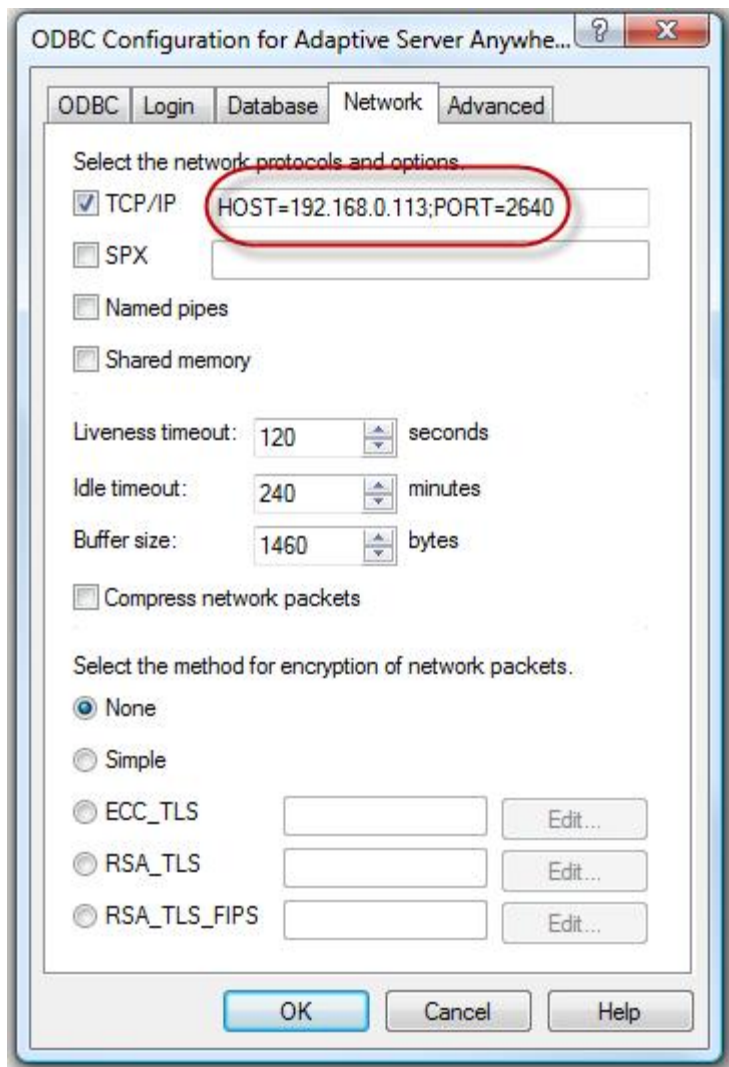 ODBC Configuration for Adaptive Server Anywhe...
ODBC Login Database Network Advanced
Select the network protocols and options.
TCP/IP HOST=192.168.0.113;PORT=2640
SPX
Named pipes
Shared memory
Liveness timeout: 120 seconds
Idle timeout: 240 minutes
Buffer size: 1460 bytes
Compress network packets
Select the method for encryption of network packets.
None
Simple
ECC_TLS Edit...
RSA_TLS Edit...
RSA_TLS_FIPS Edit...
OK Cancel Help